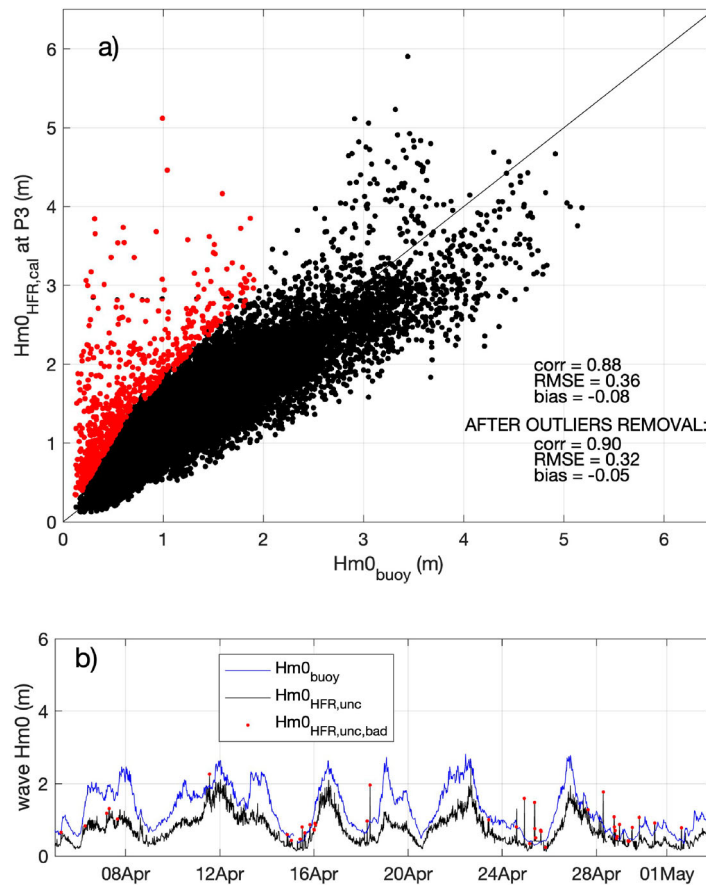 a)
6
5
4
3
2
1
0
Hm0HFR,cal at P3 (m)
corr = 0.88
RMSE = 0.36
bias = -0.08
AFTER OUTLIERS REMOVAL:
corr = 0.90
RMSE = 0.32
bias = -0.05
0 1 2 3 4 5 6
Hm0buoy (m)
b)
6
4
2
0
wave Hm0 (m)
Hm0buoy
Hm0HFR,unc
Hm0HFR,unc,bad
08Apr 12Apr 16Apr 20Apr 24Apr 28Apr 01May